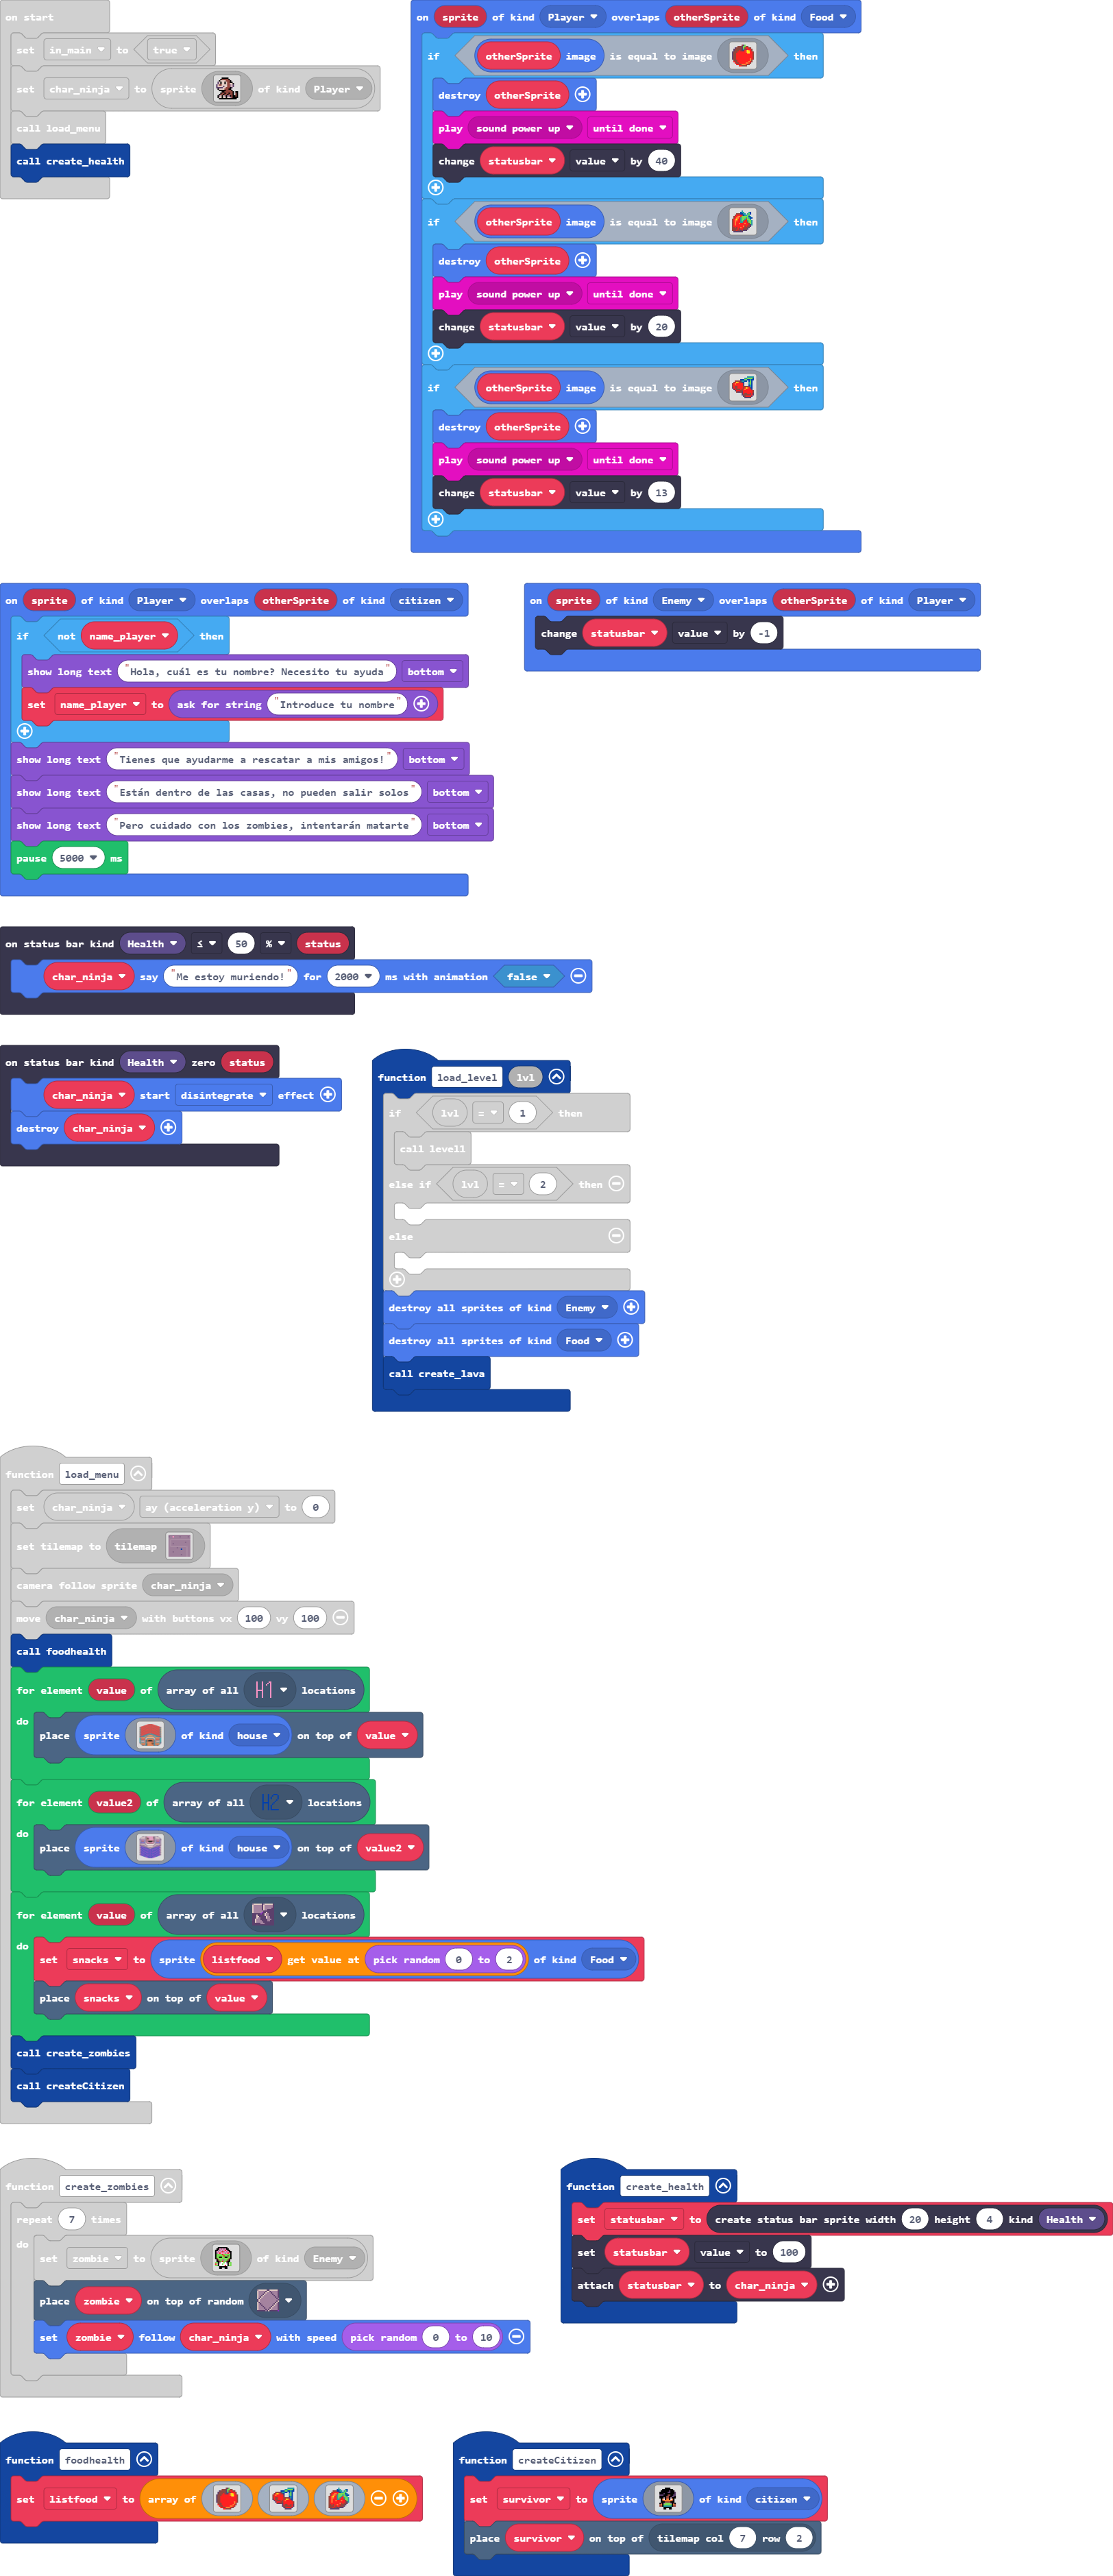 on start
set in_main to true
set char_ninja to sprite of kind Player
call load_menu
call create_health
on sprite of kind Player overlaps otherSprite of kind Food
if otherSprite image is equal to image then
destroy otherSprite
play sound power up until done
change statusbar value by 40
if otherSprite image is equal to image then
destroy otherSprite
play sound power up until done
change statusbar value by 20
if otherSprite image is equal to image then
destroy otherSprite
play sound power up until done
change statusbar value by 13
on sprite of kind Player overlaps otherSprite of kind citizen
if not name_player then
show long text "Hola, cuál es tu nombre? Necesito tu ayuda" bottom
set name_player to ask for string "Introduce tu nombre"
show long text "Tienes que ayudarme a rescatar a mis amigos!" bottom
show long text "Están dentro de las casas, no pueden salir solos" bottom
show long text "Pero cuidado con los zombies, intentarán matarte" bottom
pause 5000 ms
on sprite of kind Enemy overlaps otherSprite of kind Player
change statusbar value by -1
on status bar kind Health ≤ 50 % status
char_ninja say "Me estoy muriendo!" for 2000 ms with animation false
on status bar kind Health zero status
char_ninja start disintegrate effect
destroy char_ninja
function load_level lvl
if lvl = 1 then
call level1
else if lvl = 2 then
else
destroy all sprites of kind Enemy
destroy all sprites of kind Food
call create_lava
function load_menu
set char_ninja ay (acceleration y) to 0
set tilemap to tilemap
camera follow sprite char_ninja
move char_ninja with buttons vx 100 vy 100
call foodhealth
for element value of array of all H1 locations
do place sprite of kind house on top of value
for element value2 of array of all H2 locations
do place sprite of kind house on top of value2
for element value of array of all locations
do set snacks to sprite listfood get value at pick random 0 to 2 of kind Food
place snacks on top of value
call create_zombies
call createCitizen
function create_zombies
repeat 7 times
do set zombie to sprite of kind Enemy
place zombie on top of random
set zombie follow char_ninja with speed pick random 0 to 10
function create_health
set statusbar to create status bar sprite width 20 height 4 kind Health
set statusbar value to 100
attach statusbar to char_ninja
function foodhealth
set listfood to array of
function createCitizen
set survivor to sprite of kind citizen
place survivor on top of tilemap col 7 row 2